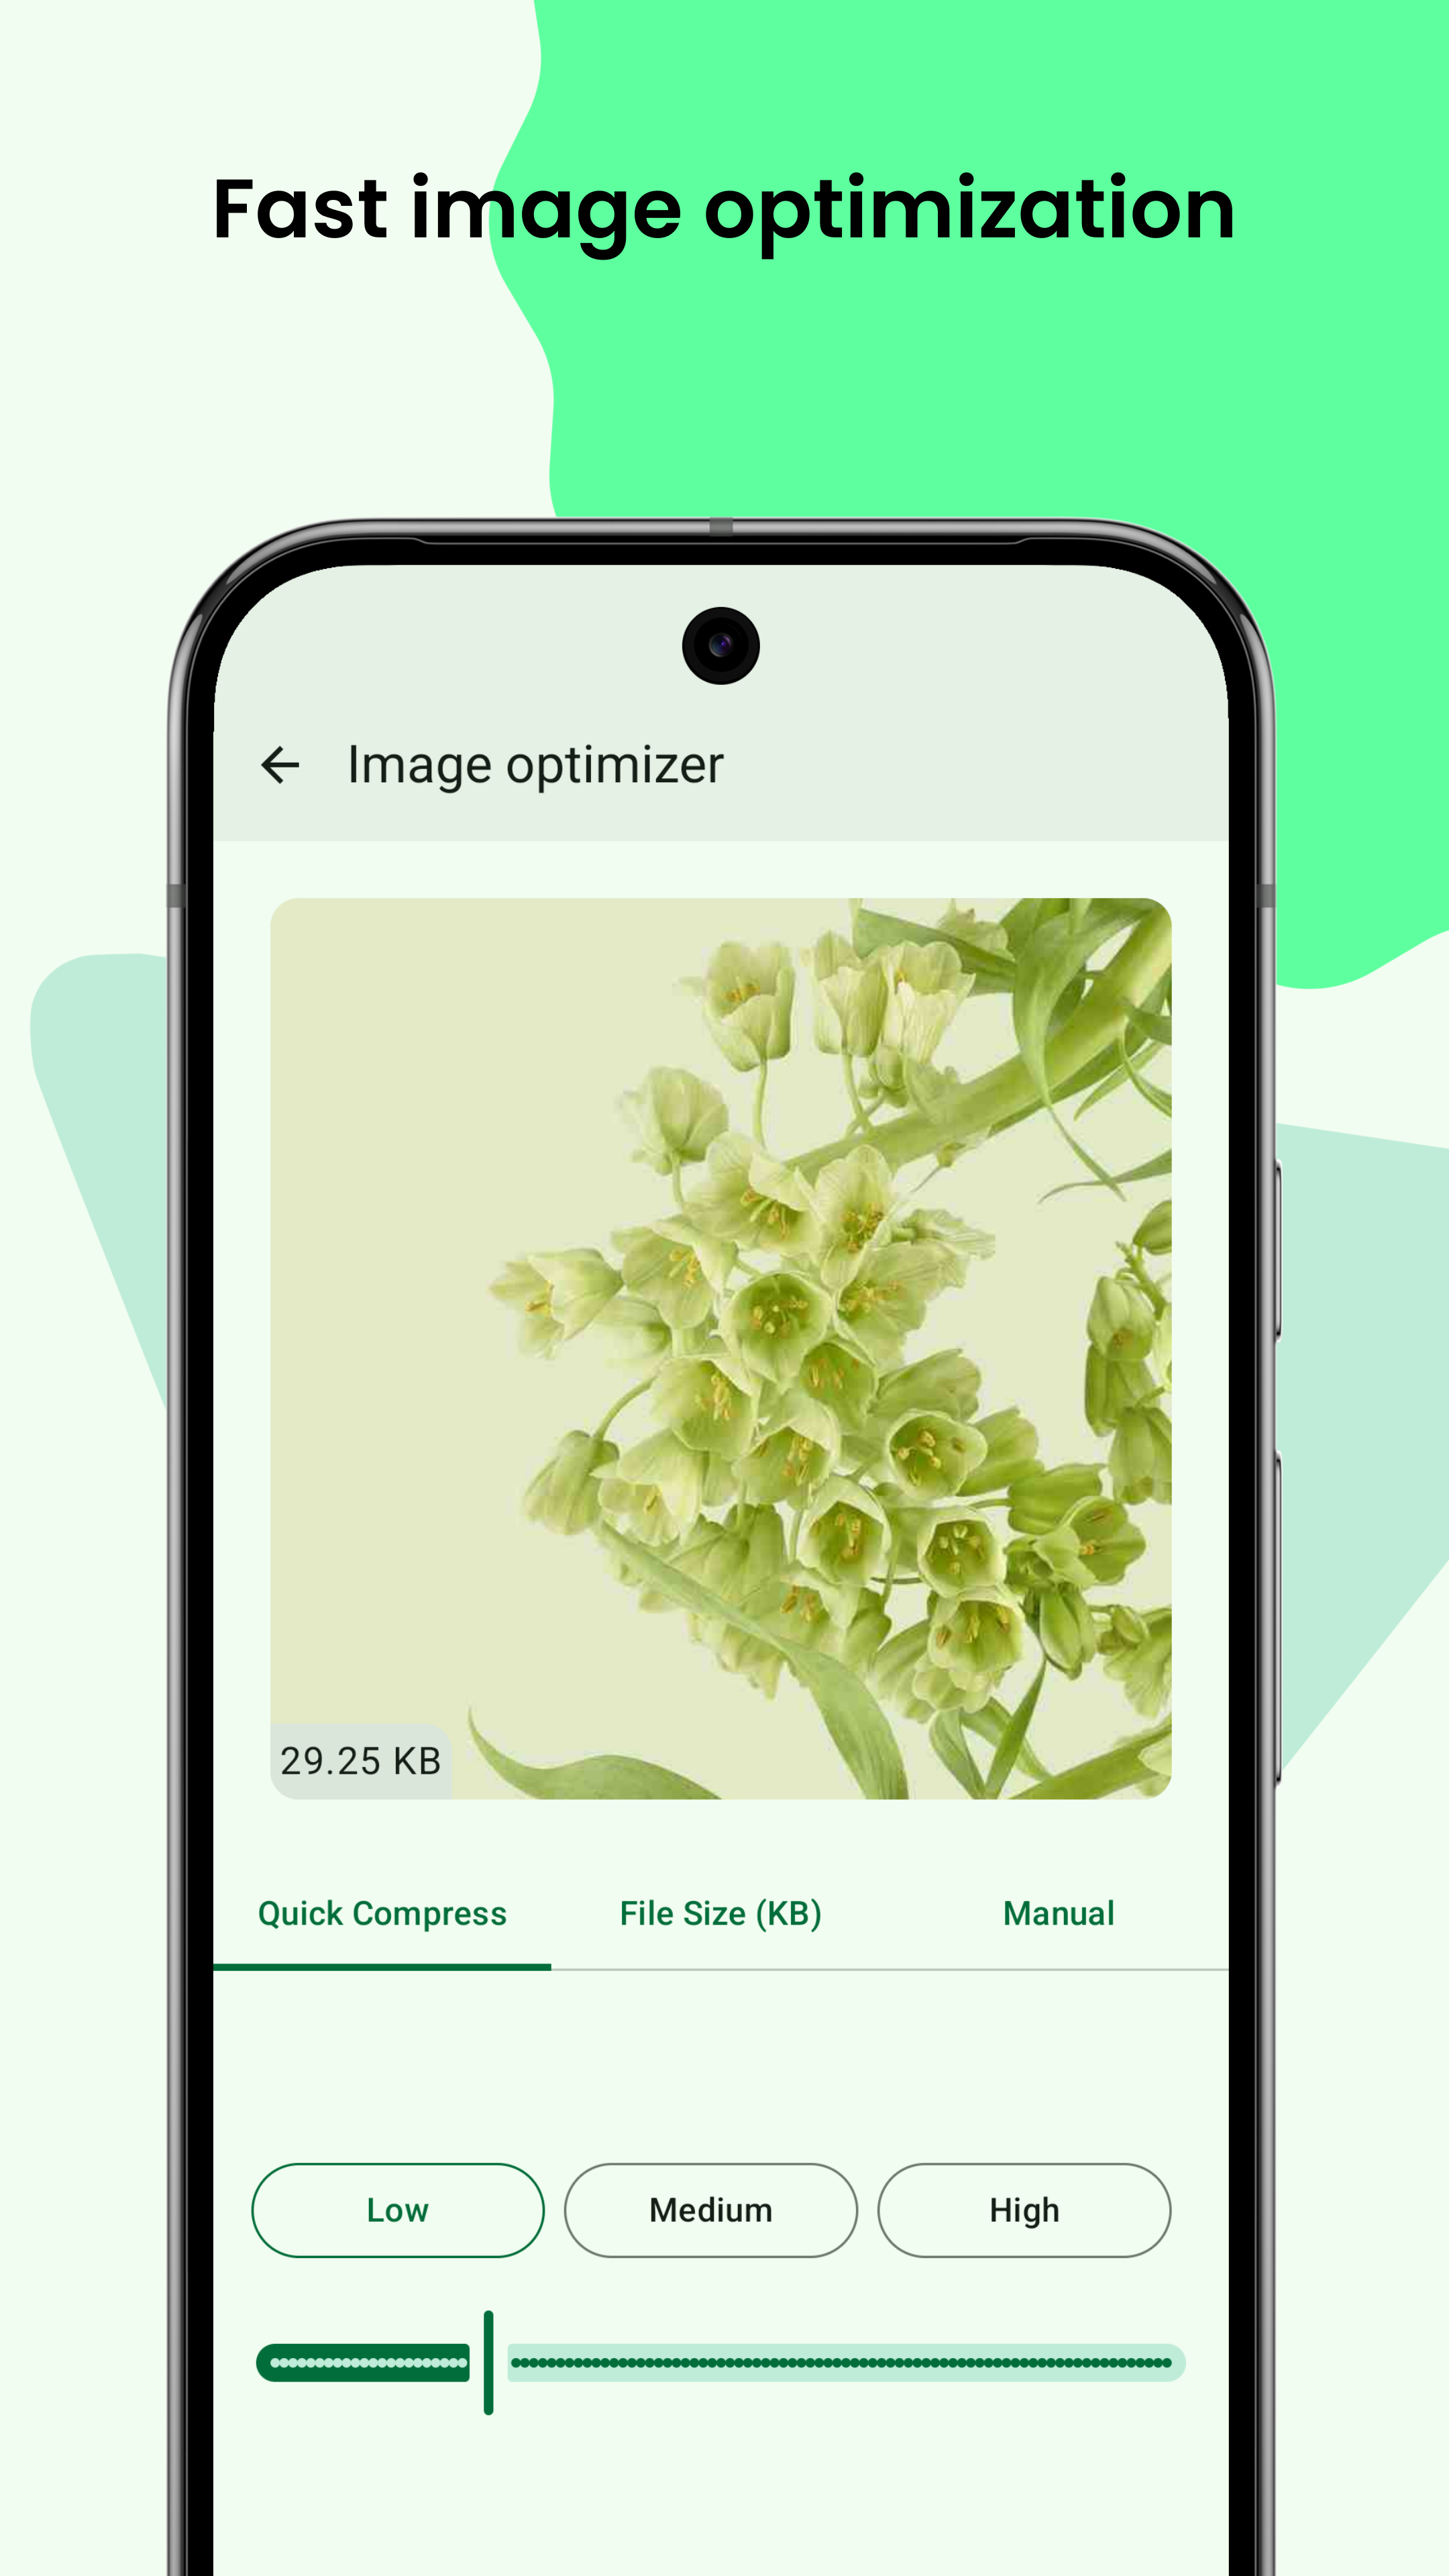 Fast image optimization
Image optimizer
29.25 KB
Quick Compress File Size (KB) Manual
Low Medium High